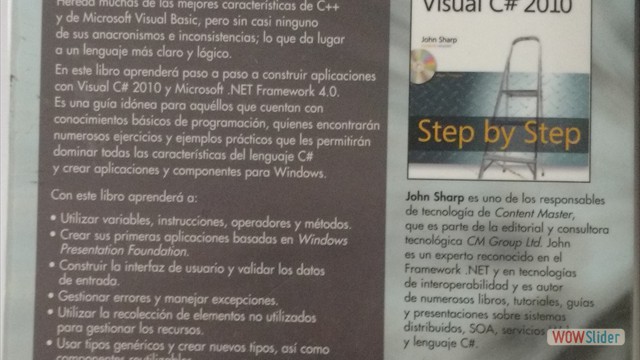 Hereda muchas de las mejores características de C++
y de Microsoft Visual Basic, pero sin casi ninguno
de sus anacronismos e inconsistencias; lo que da lugar
a un lenguaje más claro y lógico.
En este libro aprenderá paso a paso a construir aplicaciones
con Visual C# 2010 y Microsoft .NET Framework 4.0.
Es una guía idónea para aquéllos que cuentan con
conocimientos básicos de programación, quienes encontrarán
numerosos ejercicios y ejemplos prácticos que les permitirán
dominar todas las características del lenguaje C#
y crear aplicaciones y componentes para Windows.
Con este libro aprenderá a:
• Utilizar variables, instrucciones, operadores y métodos.
• Crear sus primeras aplicaciones basadas en Windows
Presentation Foundation.
• Construir la interfaz de usuario y validar los datos
de entrada.
• Gestionar errores y manejar excepciones.
• Utilizar la recolección de elementos no utilizados
para gestionar los recursos.
• Usar tipos genéricos y crear nuevos tipos, así como
componentes reutilizables.
Visual C# 2010
John Sharp
Step by Step
John Sharp es uno de los responsables
de tecnología de Content Master,
que es parte de la editorial y consultora
tecnológica CM Group Ltd. John
es un experto reconocido en el
Framework .NET y en tecnologías
de interoperabilidad y es autor
de numerosos libros, tutoriales, guías
y presentaciones sobre sistemas
distribuidos, SOA, servicios
y lenguaje C#.
WOWSlider